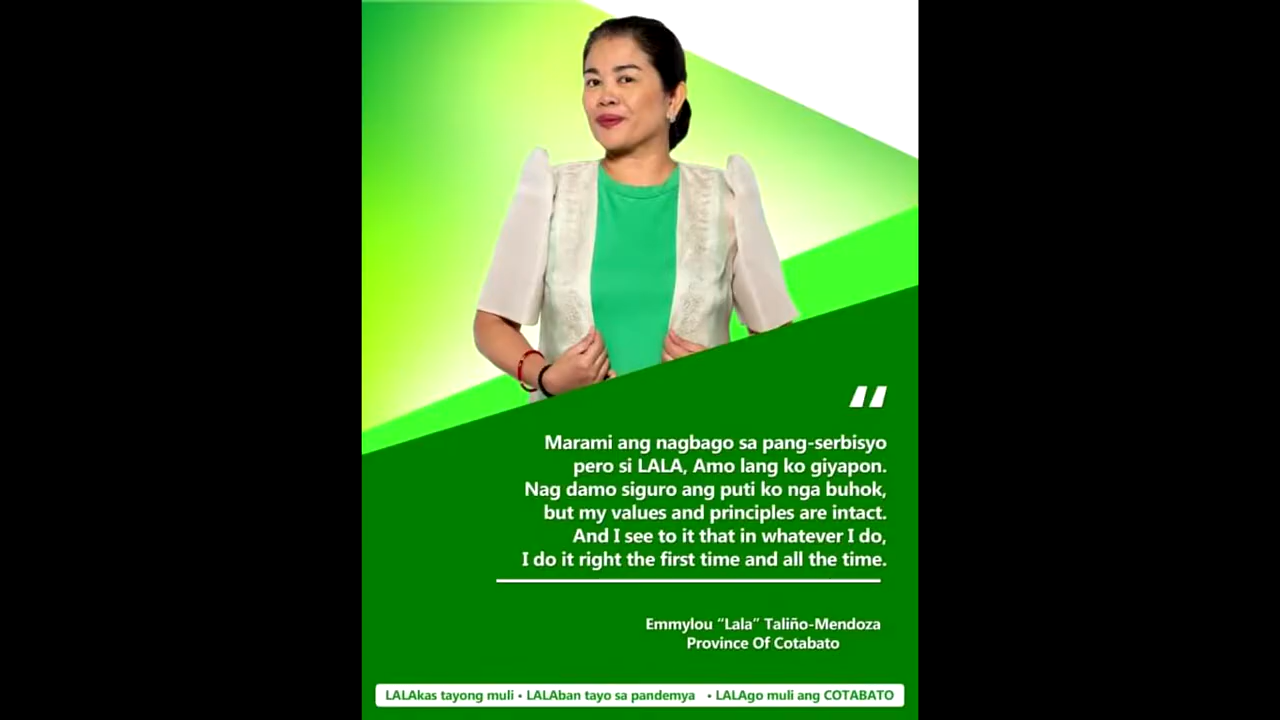 "
Marami ang nagbago sa pang-serbisyo
pero si LALA, Amo lang ko giyapon.
Nag damo siguro ang puti ko nga buhok,
but my values and principles are intact.
And I see to it that in whatever I do,
I do it right the first time and all the time.
Emmylou “Lala” Taliño-Mendoza
Province Of Cotabato
LALAkas tayong muli • LALAban tayo sa pandemya • LALAgo muli ang COTABATO